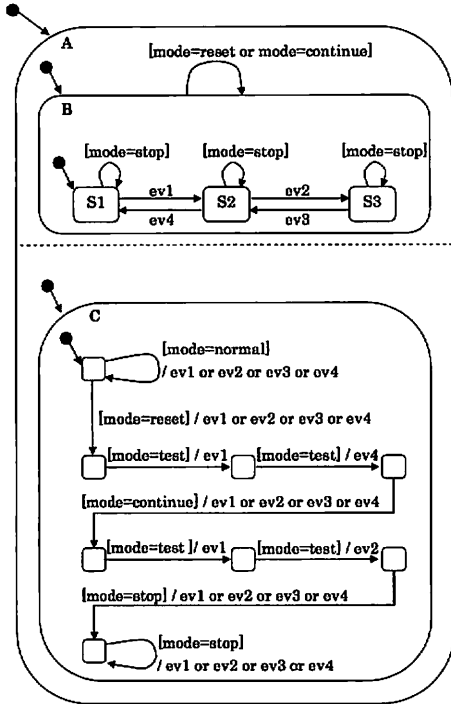 A
[mode=reset or mode=continue]
B
[mode=stop] [mode=stop] [mode=stop]
S1 ev1 S2 ev2 S3
ev4 ev3
C
[mode=normal]
/ ev1 or ev2 or ev3 or ev4
[mode=reset] / ev1 or ev2 or ev3 or ev4
[mode=test] / ev1 [mode=test] / ev4
[mode=continue] / ev1 or ev2 or ev3 or ev4
[mode=test ] / ev1 [mode=test] / ev2
[mode=stop] / ev1 or ev2 or ev3 or ev4
[mode=stop]
/ ev1 or ev2 or ev3 or ev4